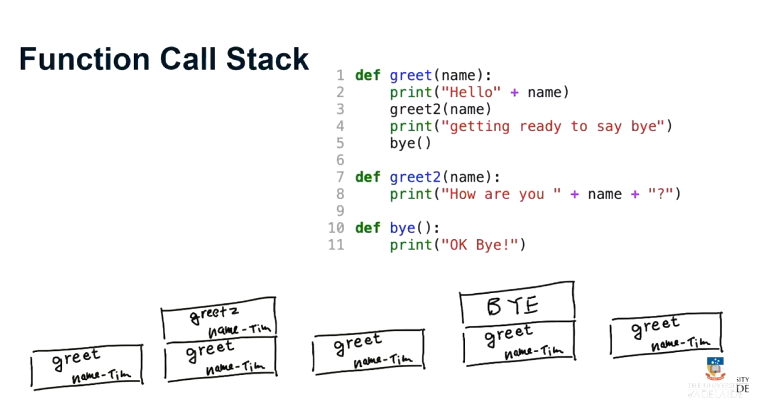 Function Call Stack
1 def greet(name):
2     print("Hello" + name)
3     greet2(name)
4     print("getting ready to say bye")
5     bye()
6
7 def greet2(name):
8     print("How are you " + name + "?")
9
10 def bye():
11     print("OK Bye!")
greet
name-Tim
greet2
name-Tim
greet
name-Tim
greet
name-Tim
BYE
greet
name-Tim
greet
name-Tim